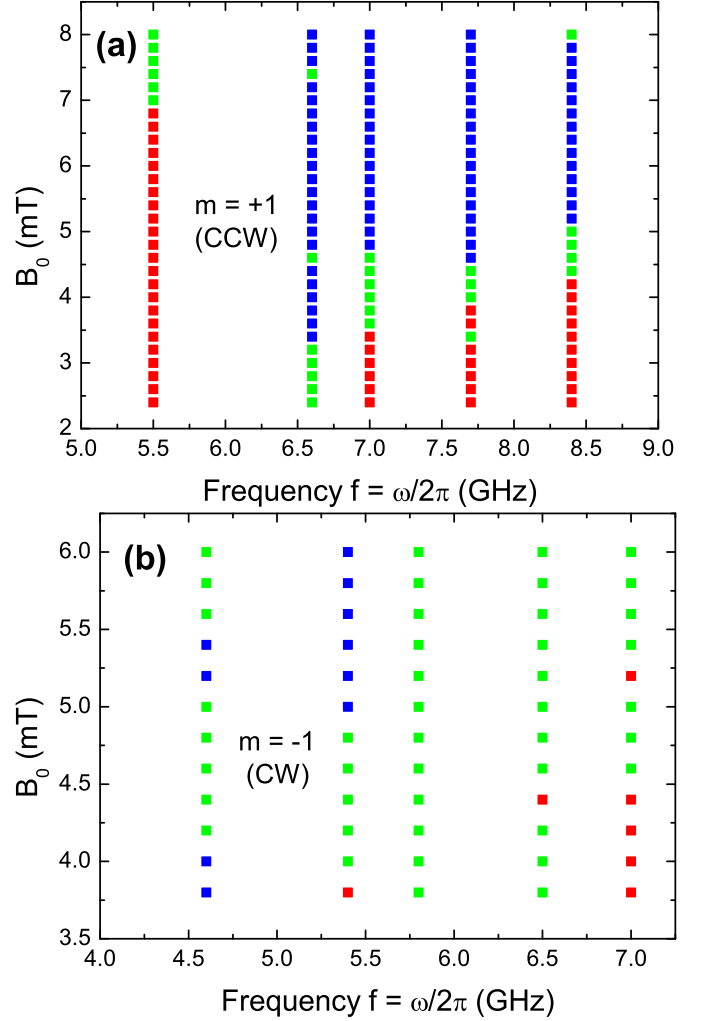 (a)
8
7
6
5
4
3
2
B₀ (mT)
m = +1
(CCW)
5.0 5.5 6.0 6.5 7.0 7.5 8.0 8.5 9.0
Frequency f = ω/2π (GHz)
(b)
6.0
5.5
5.0
4.5
4.0
3.5
B₀ (mT)
m = -1
(CW)
4.0 4.5 5.0 5.5 6.0 6.5 7.0
Frequency f = ω/2π (GHz)